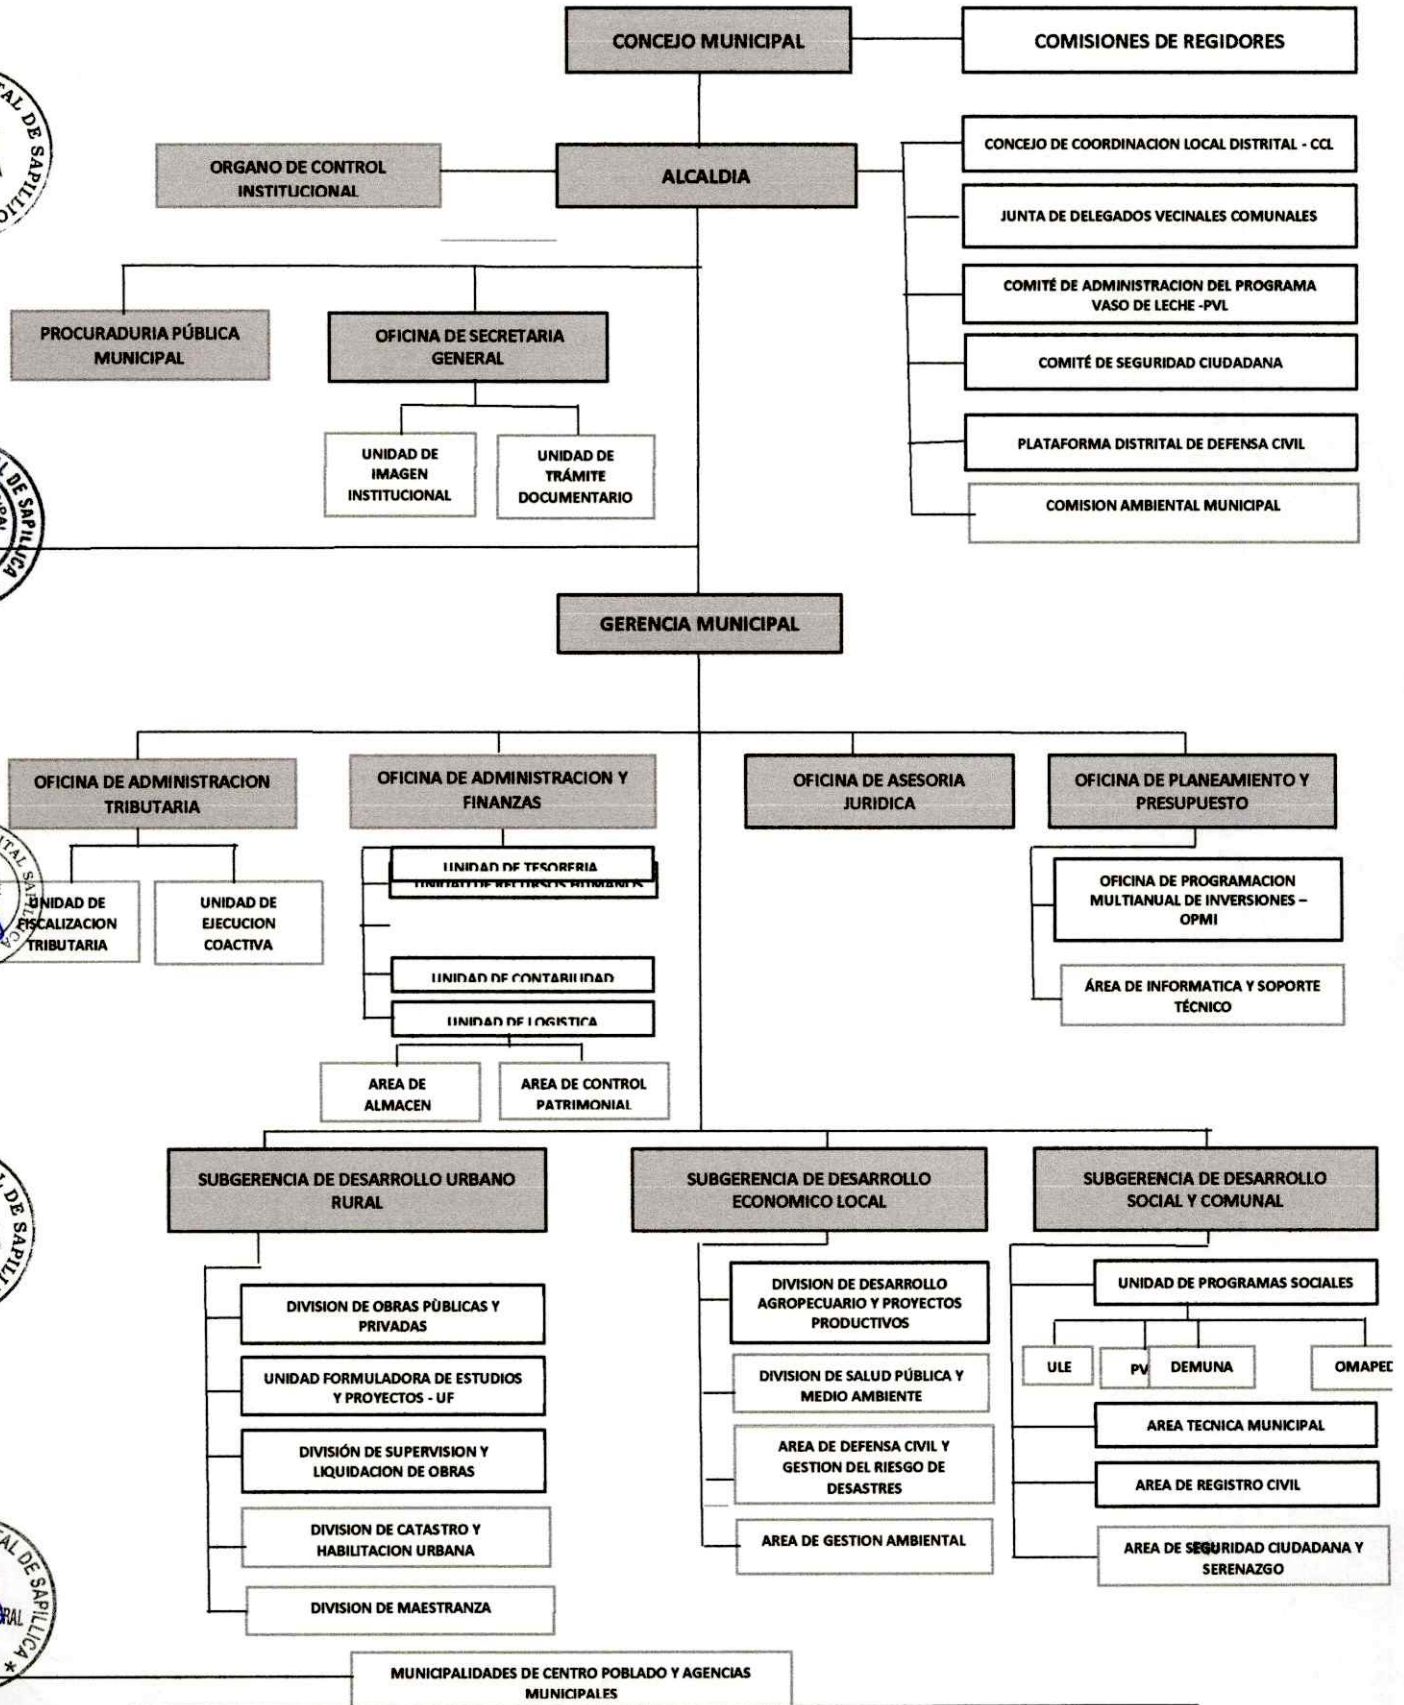 CONCEJO MUNICIPAL
COMISIONES DE REGIDORES
ORGANO DE CONTROL
INSTITUCIONAL
ALCALDIA
CONCEJO DE COORDINACION LOCAL DISTRITAL - CCL
JUNTA DE DELEGADOS VECINALES COMUNALES
COMITÉ DE ADMINISTRACION DEL PROGRAMA
VASO DE LECHE -PVL
COMITÉ DE SEGURIDAD CIUDADANA
PLATAFORMA DISTRITAL DE DEFENSA CIVIL
COMISION AMBIENTAL MUNICIPAL
PROCURADURIA PÚBLICA
MUNICIPAL
OFICINA DE SECRETARIA
GENERAL
UNIDAD DE
IMAGEN
INSTITUCIONAL
UNIDAD DE
TRÁMITE
DOCUMENTARIO
GERENCIA MUNICIPAL
OFICINA DE ADMINISTRACION
TRIBUTARIA
OFICINA DE ADMINISTRACION Y
FINANZAS
OFICINA DE ASESORIA
JURIDICA
OFICINA DE PLANEAMIENTO Y
PRESUPUESTO
UNIDAD DE
FISCALIZACION
TRIBUTARIA
UNIDAD DE
EJECUCION
COACTIVA
UNIDAD DE TESORERIA
UNIDAD DE RECURSOS HUMANOS
UNIDAD DE CONTABILIDAD
UNIDAD DE LOGISTICA
AREA DE
ALMACEN
AREA DE CONTROL
PATRIMONIAL
OFICINA DE PROGRAMACION
MULTIANUAL DE INVERSIONES –
OPMI
ÁREA DE INFORMATICA Y SOPORTE
TÉCNICO
SUBGERENCIA DE DESARROLLO URBANO
RURAL
SUBGERENCIA DE DESARROLLO
ECONOMICO LOCAL
SUBGERENCIA DE DESARROLLO
SOCIAL Y COMUNAL
DIVISION DE OBRAS PÙBLICAS Y
PRIVADAS
UNIDAD FORMULADORA DE ESTUDIOS
Y PROYECTOS - UF
DIVISIÓN DE SUPERVISION Y
LIQUIDACION DE OBRAS
DIVISION DE CATASTRO Y
HABILITACION URBANA
DIVISION DE MAESTRANZA
DIVISION DE DESARROLLO
AGROPECUARIO Y PROYECTOS
PRODUCTIVOS
DIVISION DE SALUD PÚBLICA Y
MEDIO AMBIENTE
AREA DE DEFENSA CIVIL Y
GESTION DEL RIESGO DE
DESASTRES
AREA DE GESTION AMBIENTAL
UNIDAD DE PROGRAMAS SOCIALES
ULE
PV
DEMUNA
OMAPED
AREA TECNICA MUNICIPAL
AREA DE REGISTRO CIVIL
AREA DE SEGURIDAD CIUDADANA Y
SERENAZGO
MUNICIPALIDADES DE CENTRO POBLADO Y AGENCIAS
MUNICIPALES
DE SAPILLICA